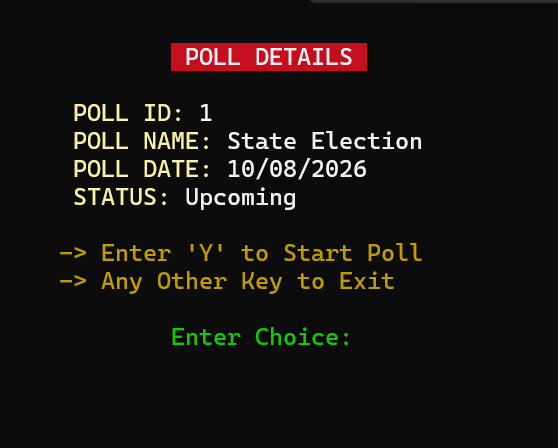 POLL DETAILS
POLL ID: 1
POLL NAME: State Election
POLL DATE: 10/08/2026
STATUS: Upcoming
-> Enter 'Y' to Start Poll
-> Any Other Key to Exit
Enter Choice: